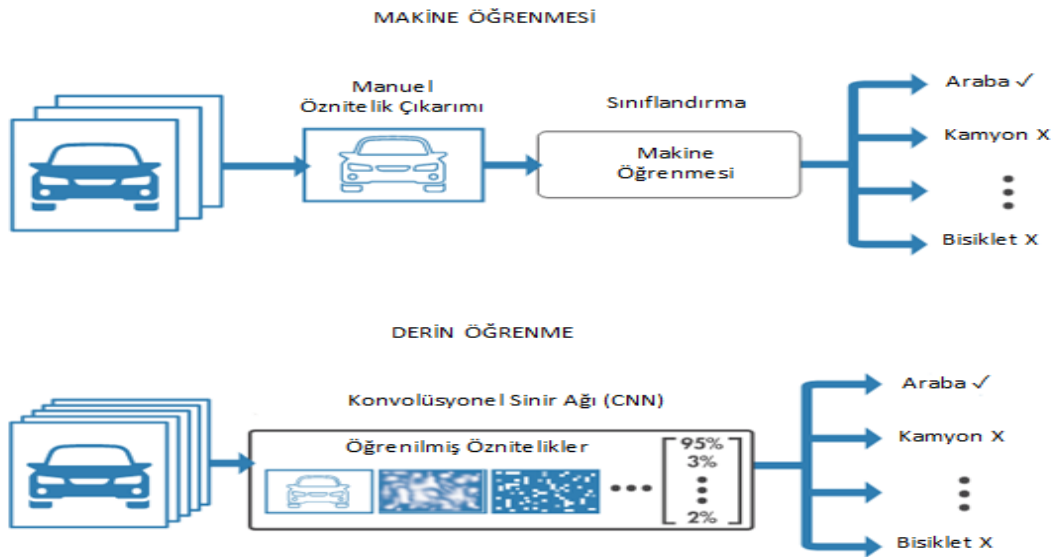 MAKİNE ÖĞRENMESİ
Manuel
Öznitelik Çıkarımı
Sınıflandırma
Makine
Öğrenmesi
Araba ✓
Kamyon X
Bisiklet X
DERİN ÖĞRENME
Konvolüsyonel Sinir Ağı (CNN)
Öğrenilmiş Öznitelikler
95%
3%
2%
Araba ✓
Kamyon X
Bisiklet X